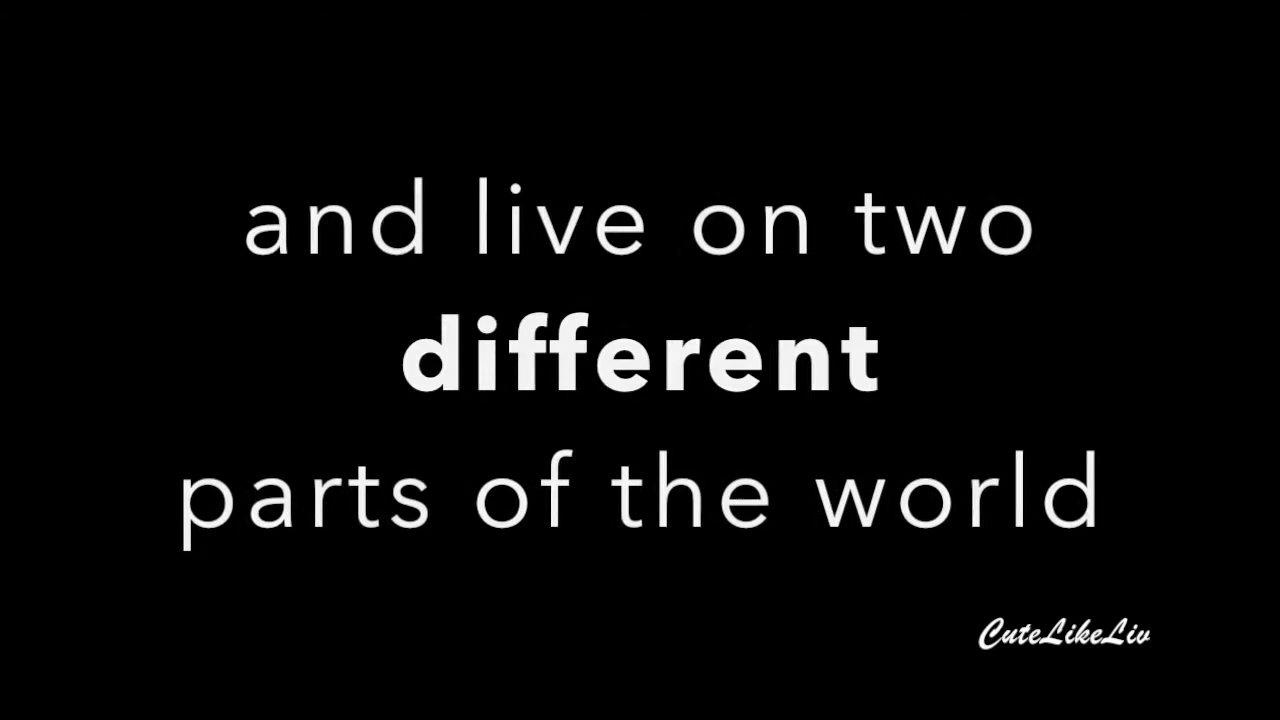 and live on two
different
parts of the world
CuteLikeLiv